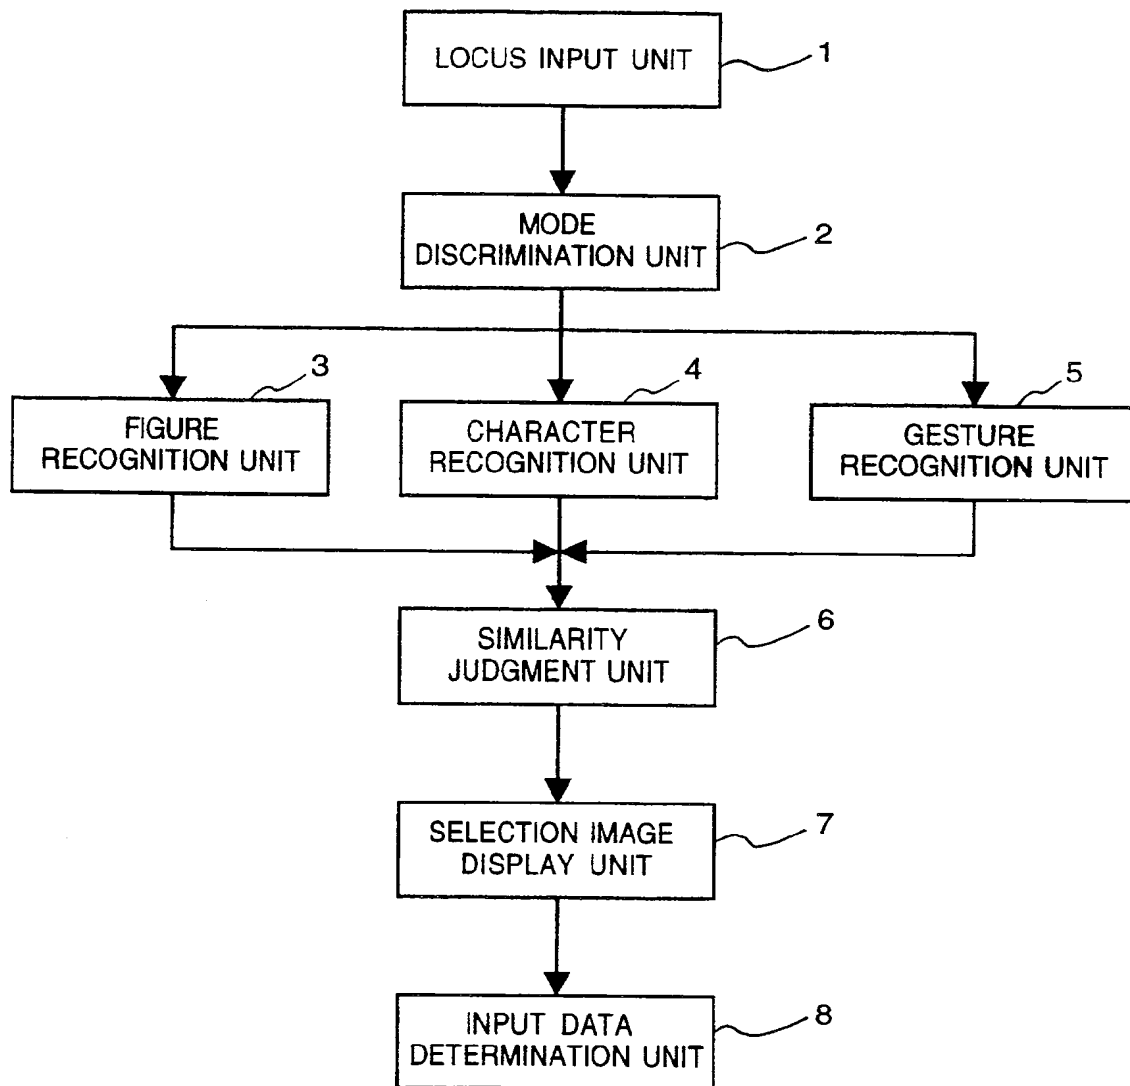 LOCUS INPUT UNIT
1
MODE
DISCRIMINATION UNIT
2
3
4
5
FIGURE
RECOGNITION UNIT
CHARACTER
RECOGNITION UNIT
GESTURE
RECOGNITION UNIT
SIMILARITY
JUDGMENT UNIT
6
SELECTION IMAGE
DISPLAY UNIT
7
INPUT DATA
DETERMINATION UNIT
8